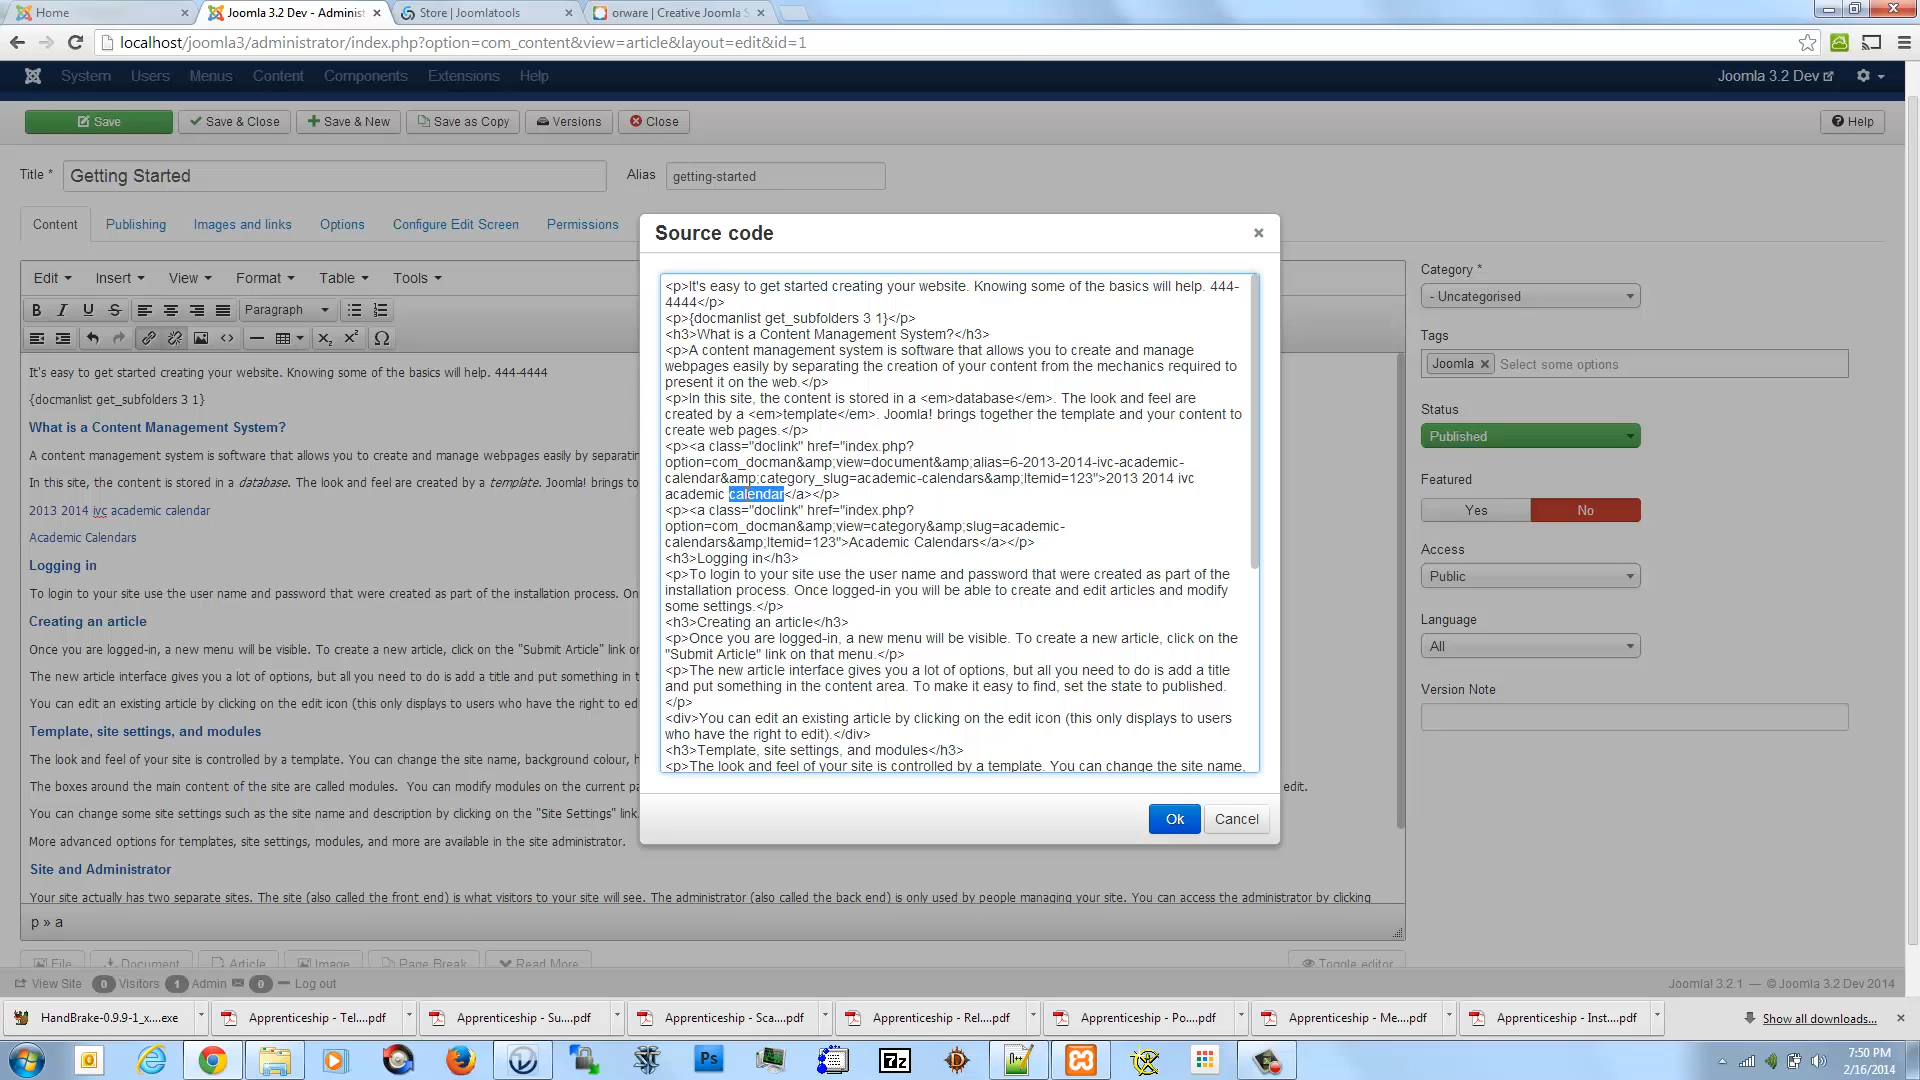 Home
Joomla 3.2 Dev - Administ
Store | Joomlatools
orware | Creative Joomla S
localhost/joomla3/administrator/index.php?option=com_content&view=article&layout=edit&id=1
System Users Menus Content Components Extensions Help
Joomla 3.2 Dev
Save
Save & Close
Save & New
Save as Copy
Versions
Close
Help
Title *
Getting Started
Alias
getting-started
Content Publishing Images and links Options Configure Edit Screen Permissions
Edit Insert View Format Table Tools
Paragraph
It's easy to get started creating your website. Knowing some of the basics will help. 444-4444
{docmanlist get_subfolders 3 1}
What is a Content Management System?
A content management system is software that allows you to create and manage webpages easily by separatin
In this site, the content is stored in a database. The look and feel are created by a template. Joomla! brings to
2013 2014 ivc academic calendar
Academic Calendars
Logging in
To login to your site use the user name and password that were created as part of the installation process. On
Creating an article
Once you are logged-in, a new menu will be visible. To create a new article, click on the "Submit Article" link on
The new article interface gives you a lot of options, but all you need to do is add a title and put something in t
You can edit an existing article by clicking on the edit icon (this only displays to users who have the right to ed
Template, site settings, and modules
The look and feel of your site is controlled by a template. You can change the site name, background colour, h
The boxes around the main content of the site are called modules. You can modify modules on the current pa
edit.
You can change some site settings such as the site name and description by clicking on the "Site Settings" link.
More advanced options for templates, site settings, modules, and more are available in the site administrator.
Site and Administrator
Your site actually has two separate sites. The site (also called the front end) is what visitors to your site will see. The administrator (also called the back end) is only used by people managing your site. You can access the administrator by clicking
p » a
File
Document
Article
Image
Page Break
Read More
Toggle editor
Source code
×
<p>It's easy to get started creating your website. Knowing some of the basics will help. 444-
4444</p>
<p>{docmanlist get_subfolders 3 1}</p>
<h3>What is a Content Management System?</h3>
<p>A content management system is software that allows you to create and manage
webpages easily by separating the creation of your content from the mechanics required to
present it on the web.</p>
<p>In this site, the content is stored in a <em>database</em>. The look and feel are
created by a <em>template</em>. Joomla! brings together the template and your content to
create web pages.</p>
<p><a class="doclink" href="index.php?
option=com_docman&amp;view=document&amp;alias=6-2013-2014-ivc-academic-
calendar&amp;category_slug=academic-calendars&amp;Itemid=123">2013 2014 ivc
academic calendar</a></p>
<p><a class="doclink" href="index.php?
option=com_docman&amp;view=category&amp;slug=academic-
calendars&amp;Itemid=123">Academic Calendars</a></p>
<h3>Logging in</h3>
<p>To login to your site use the user name and password that were created as part of the
installation process. Once logged-in you will be able to create and edit articles and modify
some settings.</p>
<h3>Creating an article</h3>
<p>Once you are logged-in, a new menu will be visible. To create a new article, click on the
"Submit Article" link on that menu.</p>
<p>The new article interface gives you a lot of options, but all you need to do is add a title
and put something in the content area. To make it easy to find, set the state to published.
</p>
<div>You can edit an existing article by clicking on the edit icon (this only displays to users
who have the right to edit).</div>
<h3>Template, site settings, and modules</h3>
<p>The look and feel of your site is controlled by a template. You can change the site name,
Ok
Cancel
Category *
- Uncategorised
Tags
Joomla
Select some options
Status
Published
Featured
Yes No
Access
Public
Language
All
Version Note
View Site 0 Visitors 1 Admin 0 Log out
Joomla! 3.2.1 — © Joomla 3.2 Dev 2014
HandBrake-0.9.9-1_x....exe
Apprenticeship - Tel....pdf
Apprenticeship - Su....pdf
Apprenticeship - Sca....pdf
Apprenticeship - Rel....pdf
Apprenticeship - Po....pdf
Apprenticeship - Me....pdf
Apprenticeship - Inst....pdf
Show all downloads...
Ps
7z
7:50 PM
2/16/2014